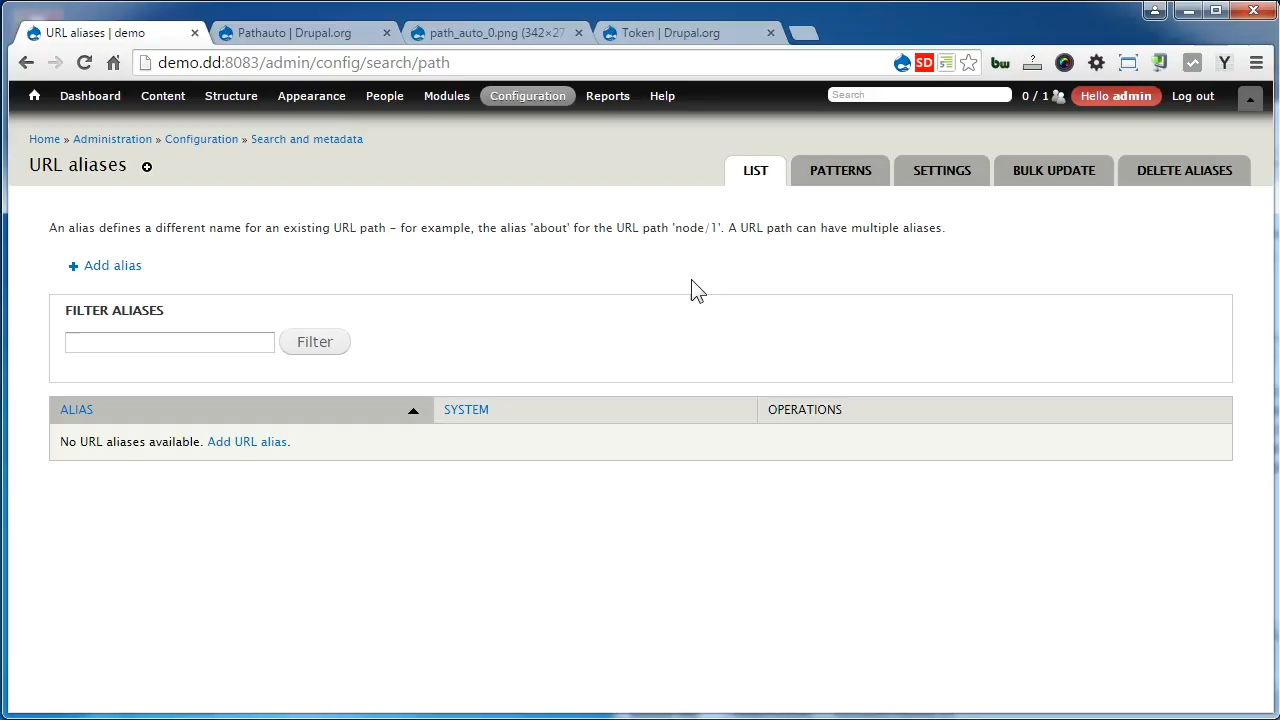 URL aliases | demo
Pathauto | Drupal.org
path_auto_0.png (342×27
Token | Drupal.org
demo.dd:8083/admin/config/search/path
SD
bw
?
Y
Dashboard Content Structure Appearance People Modules Configuration Reports Help
Search
0 / 1
Hello admin
Log out
Home » Administration » Configuration » Search and metadata
URL aliases
LIST PATTERNS SETTINGS BULK UPDATE DELETE ALIASES
An alias defines a different name for an existing URL path – for example, the alias 'about' for the URL path 'node/1'. A URL path can have multiple aliases.
Add alias
FILTER ALIASES
Filter
ALIAS SYSTEM OPERATIONS
No URL aliases available. Add URL alias.